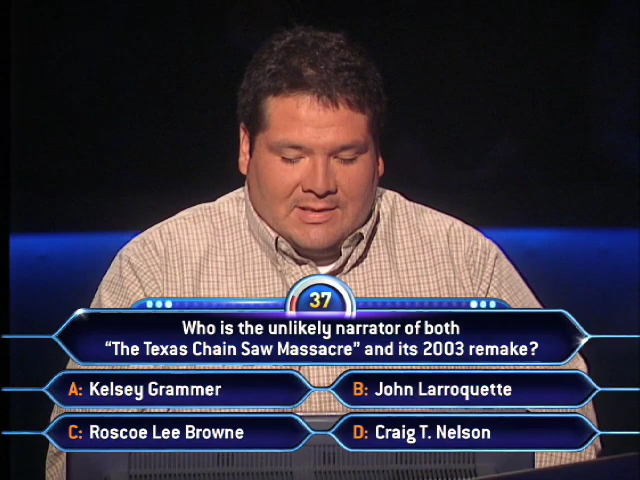 37
Who is the unlikely narrator of both
“The Texas Chain Saw Massacre” and its 2003 remake?
A: Kelsey Grammer
B: John Larroquette
C: Roscoe Lee Browne
D: Craig T. Nelson